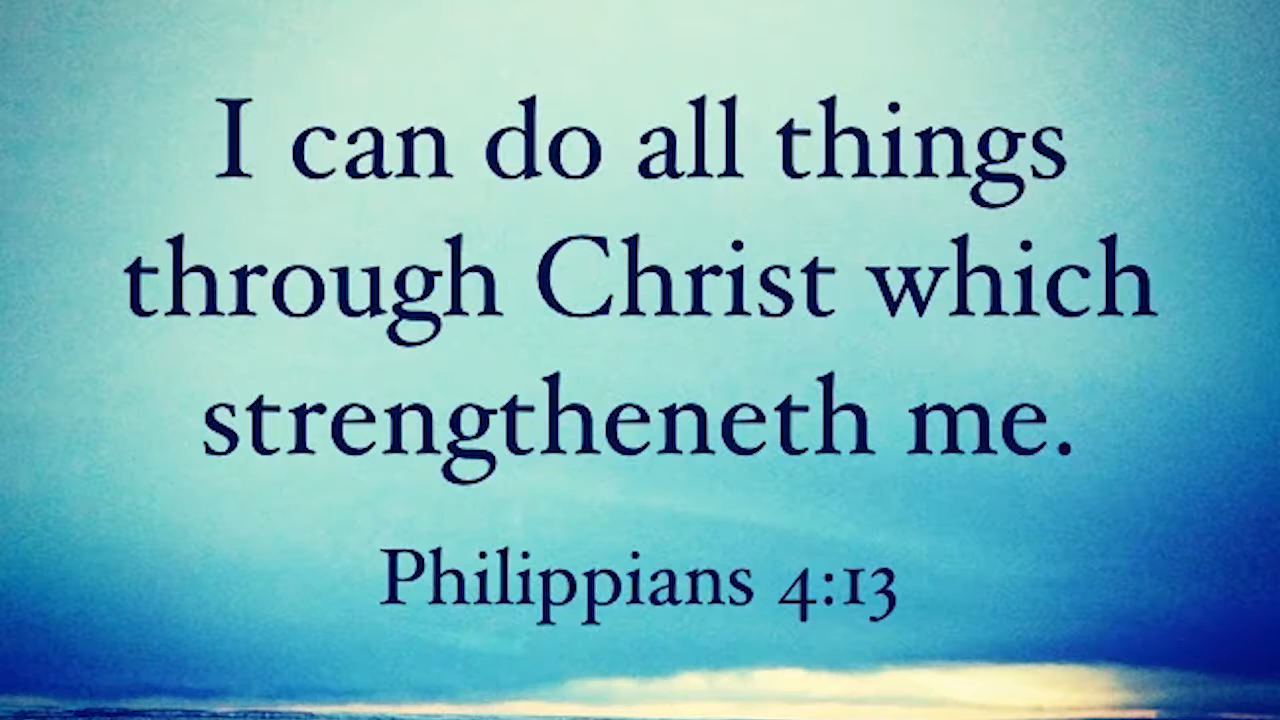 I can do all things
through Christ which
strengtheneth me.
Philippians 4:13